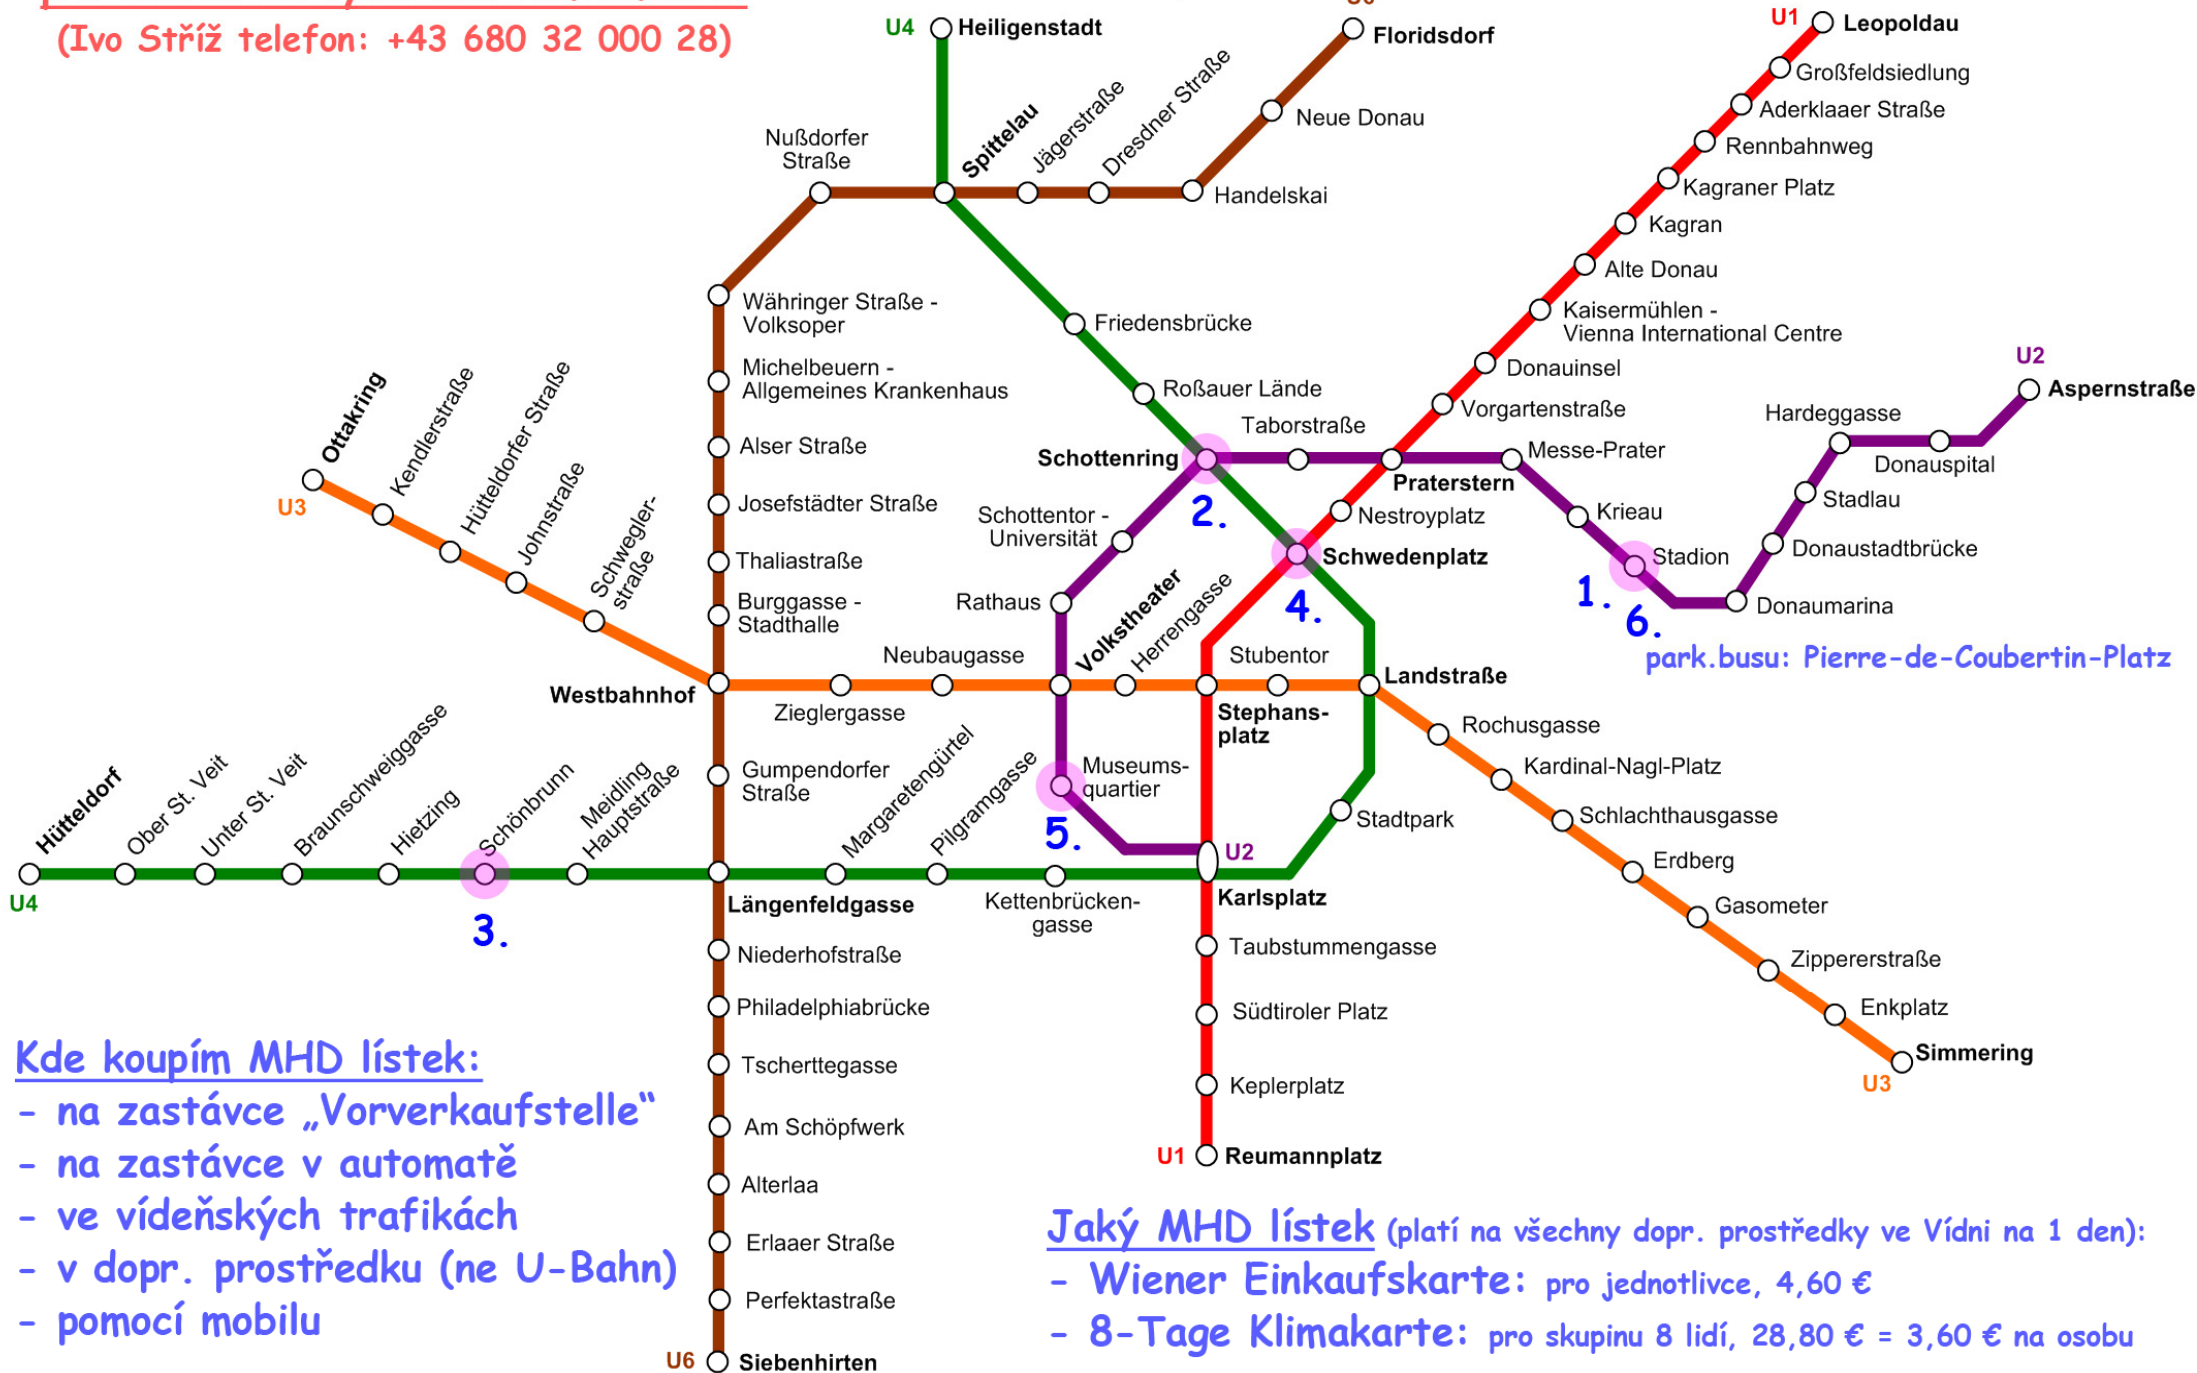 (Ivo Stříž telefon: +43 680 32 000 28)
U4
Heiligenstadt
Floridsdorf
U1
Leopoldau
Großfeldsiedlung
Aderklaaer Straße
Rennbahnweg
Kagraner Platz
Kagran
Alte Donau
Kaisermühlen -
Vienna International Centre
Donauinsel
Vorgartenstraße
Neue Donau
Handelskai
Dresdner Straße
Jägerstraße
Spittelau
Nußdorfer
Straße
Währinger Straße -
Volksoper
Michelbeuern -
Allgemeines Krankenhaus
Alser Straße
Josefstädter Straße
Thaliastraße
Burggasse -
Stadthalle
Friedensbrücke
Roßauer Lände
Taborstraße
Schottenring
2.
Praterstern
Messe-Prater
Krieau
Stadion
1.
6.
Donaumarina
Donaustadtbrücke
Stadlau
Hardeggasse
Donauspital
U2
Aspernstraße
park.busu: Pierre-de-Coubertin-Platz
Nestroyplatz
Schwedenplatz
4.
Schottentor -
Universität
Rathaus
Volkstheater
Herrengasse
Stubentor
Landstraße
Stephans-
platz
Ottakring
U3
Kendlerstraße
Hütteldorfer Straße
Johnstraße
Schwegler-
straße
Westbahnhof
Zieglergasse
Neubaugasse
Rochusgasse
Kardinal-Nagl-Platz
Schlachthausgasse
Erdberg
Gasometer
Zippererstraße
Enkplatz
Simmering
U3
Museums-
quartier
5.
U2
Karlsplatz
Stadtpark
Hütteldorf
U4
Ober St. Veit
Unter St. Veit
Braunschweiggasse
Hietzing
Schönbrunn
3.
Meidling
Hauptstraße
Gumpendorfer
Straße
Längenfeldgasse
Margaretengürtel
Pilgramgasse
Kettenbrücken-
gasse
Taubstummengasse
Südtiroler Platz
Keplerplatz
U1
Reumannplatz
Niederhofstraße
Philadelphiabrücke
Tscherttegasse
Am Schöpfwerk
Alterlaa
Erlaaer Straße
Perfektastraße
U6
Siebenhirten
Kde koupím MHD lístek:
- na zastávce „Vorverkaufstelle“
- na zastávce v automatě
- ve vídeňských trafikách
- v dopr. prostředku (ne U-Bahn)
- pomocí mobilu
Jaký MHD lístek (platí na všechny dopr. prostředky ve Vídni na 1 den):
- Wiener Einkaufskarte: pro jednotlivce, 4,60 €
- 8-Tage Klimakarte: pro skupinu 8 lidí, 28,80 € = 3,60 € na osobu